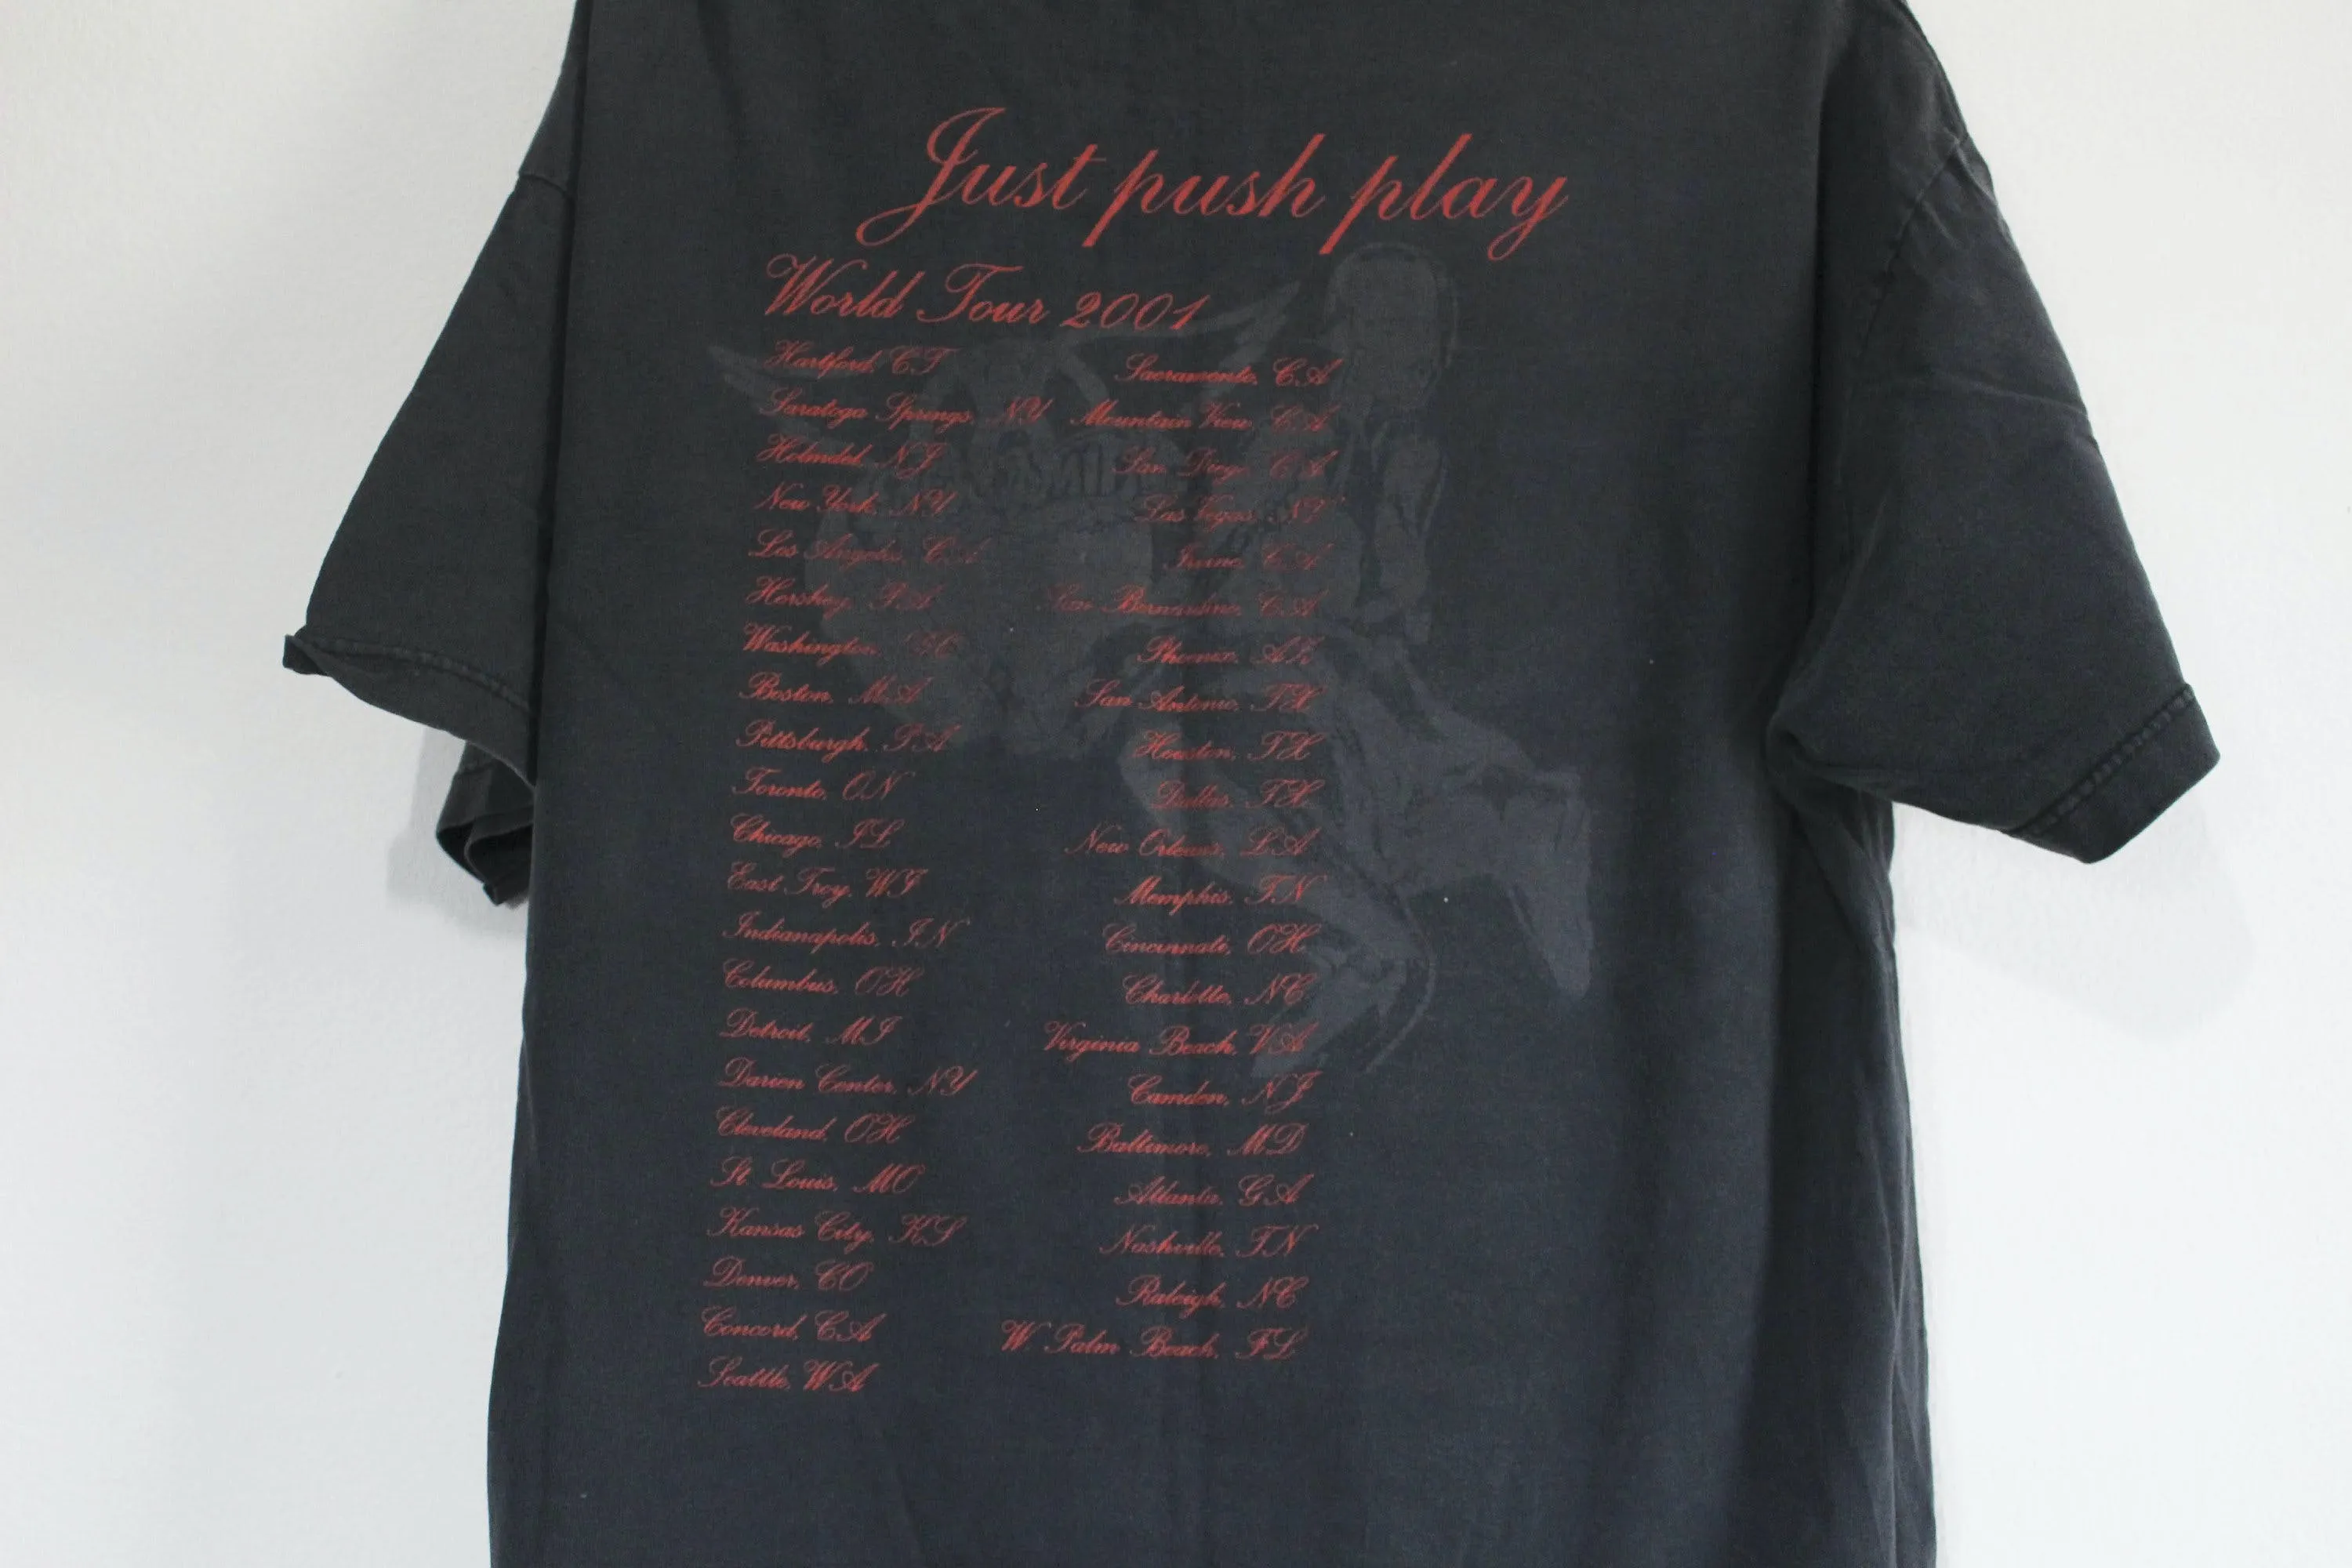 Just push play
World Tour 2001
Hartford, CT
Saratoga Springs, NY
Holmdel, NJ
New York, NY
Los Angeles, CA
Hershey, PA
Washington, DC
Boston, MA
Pittsburgh, PA
Toronto, ON
Chicago, IL
East Troy, WI
Indianapolis, IN
Columbus, OH
Detroit, MI
Darien Center, NY
Cleveland, OH
St. Louis, MO
Kansas City, KS
Denver, CO
Concord, CA
Seattle, WA
Sacramento, CA
Mountain View, CA
San Diego, CA
Las Vegas, NV
Irvine, CA
San Bernardino, CA
Phoenix, AZ
San Antonio, TX
Houston, TX
Dallas, TX
New Orleans, LA
Memphis, TN
Cincinnati, OH
Charlotte, NC
Virginia Beach, VA
Camden, NJ
Baltimore, MD
Atlanta, GA
Nashville, TN
Raleigh, NC
W. Palm Beach, FL